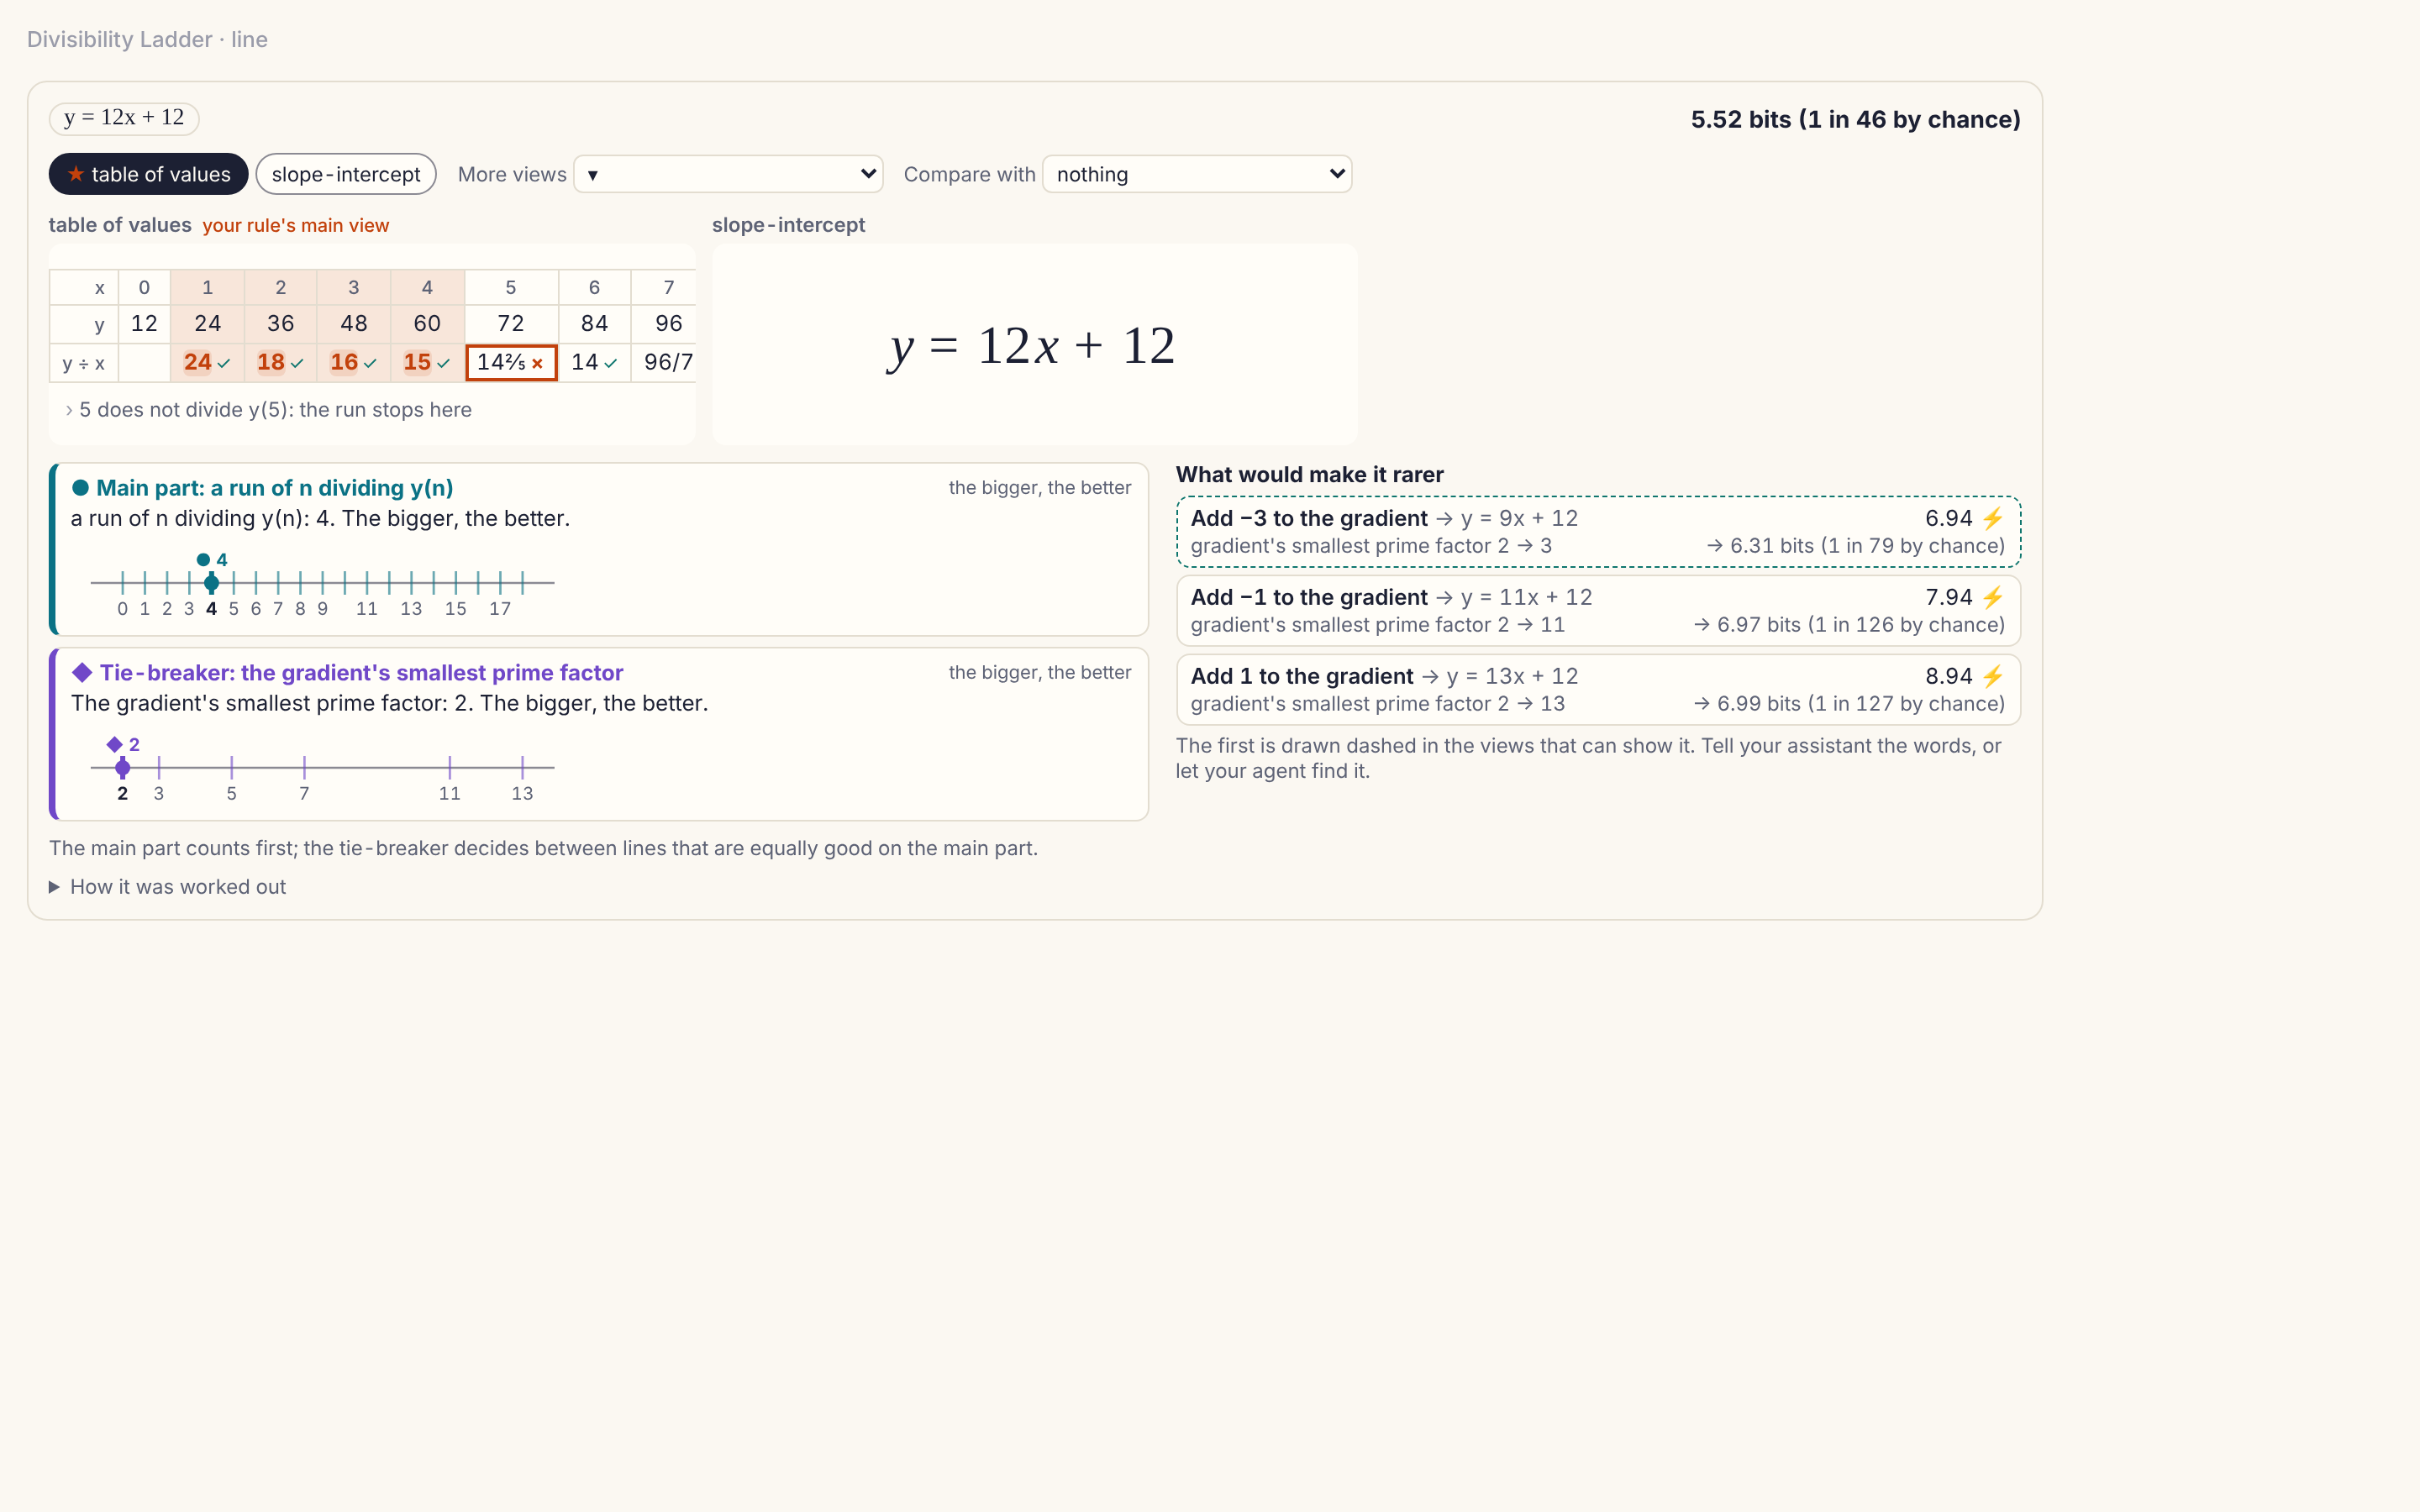 Divisibility Ladder · line
y = 12x + 12
5.52 bits (1 in 46 by chance)
★ table of values slope-intercept More views ▾ Compare with nothing
table of values your rule's main view
x 0 1 2 3 4 5 6 7
y 12 24 36 48 60 72 84 96
y ÷ x 24 ✓ 18 ✓ 16 ✓ 15 ✓ 14⅖ × 14 ✓ 96/7
› 5 does not divide y(5): the run stops here
slope-intercept
y = 12x + 12
● Main part: a run of n dividing y(n) the bigger, the better
a run of n dividing y(n): 4. The bigger, the better.
● 4
0 1 2 3 4 5 6 7 8 9 11 13 15 17
◆ Tie-breaker: the gradient's smallest prime factor the bigger, the better
The gradient's smallest prime factor: 2. The bigger, the better.
◆ 2
2 3 5 7 11 13
What would make it rarer
Add −3 to the gradient → y = 9x + 12 6.94 ⚡
gradient's smallest prime factor 2 → 3 → 6.31 bits (1 in 79 by chance)
Add −1 to the gradient → y = 11x + 12 7.94 ⚡
gradient's smallest prime factor 2 → 11 → 6.97 bits (1 in 126 by chance)
Add 1 to the gradient → y = 13x + 12 8.94 ⚡
gradient's smallest prime factor 2 → 13 → 6.99 bits (1 in 127 by chance)
The first is drawn dashed in the views that can show it. Tell your assistant the words, or
let your agent find it.
The main part counts first; the tie-breaker decides between lines that are equally good on the main part.
▶ How it was worked out